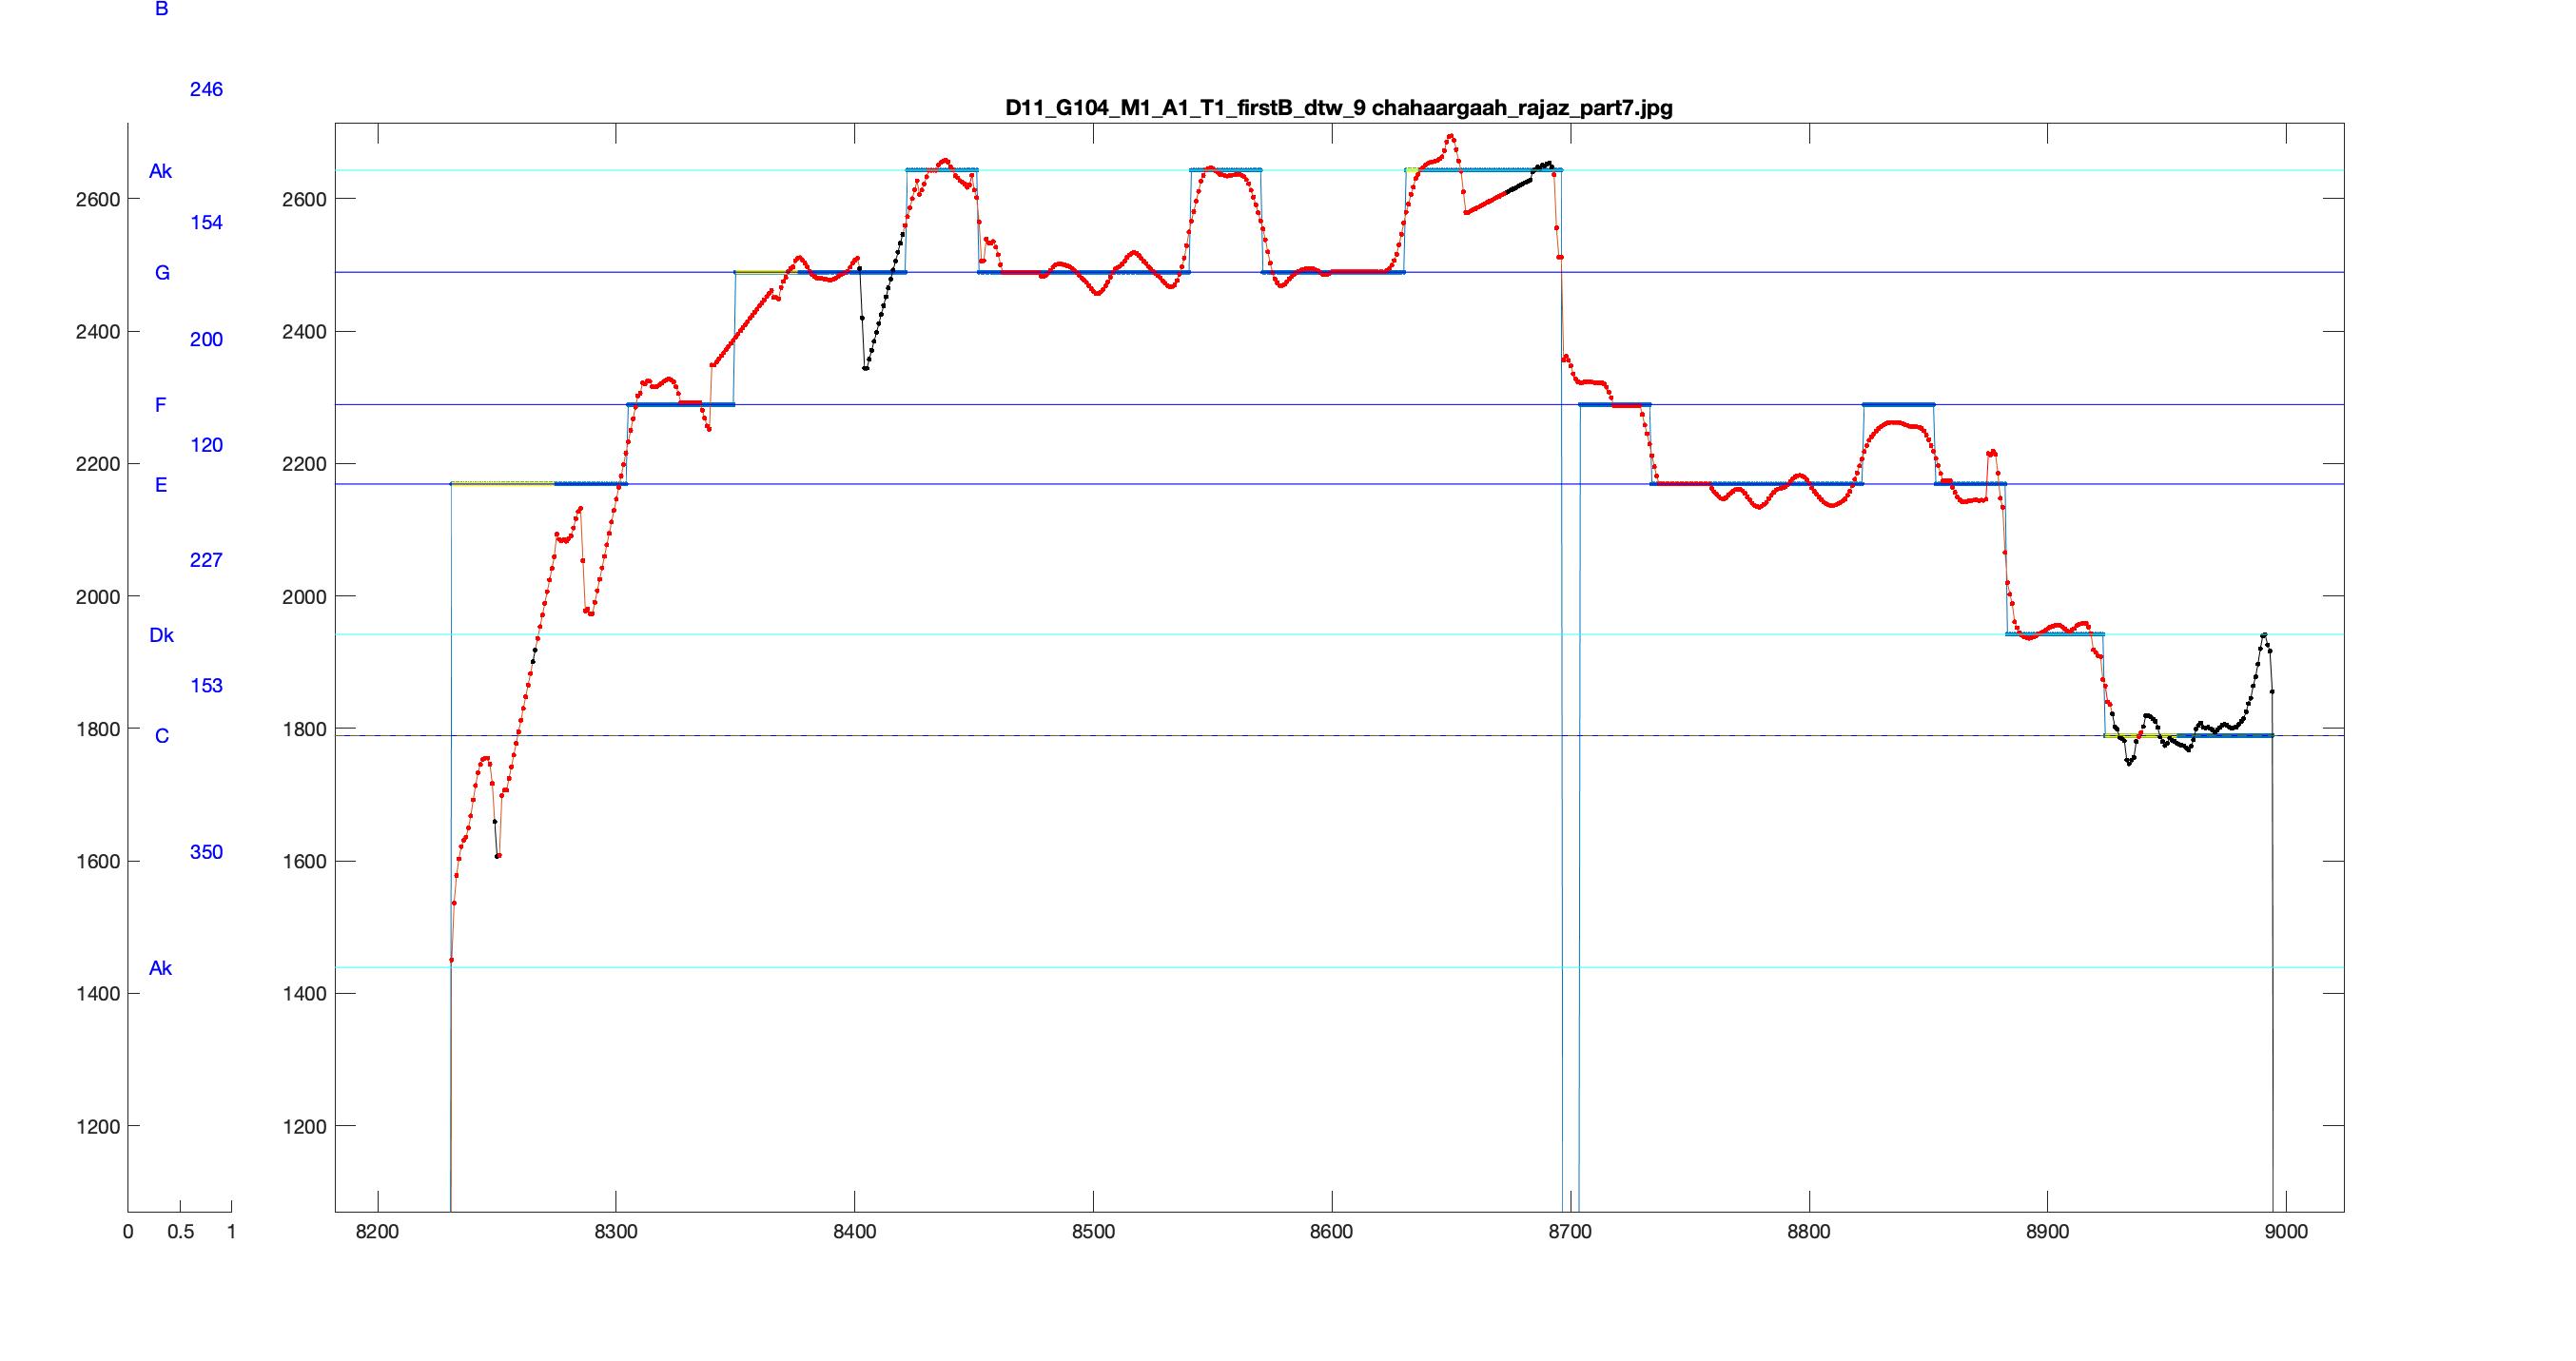 B
246
D11_G104_M1_A1_T1_firstB_dtw_9 chahaargaah_rajaz_part7.jpg
Ak
2600 2600
154
G
2400 200 2400
F
120
2200 2200
E
227
2000 2000
Dk
153
1800 1800
C
350
1600 1600
Ak
1400 1400
1200 1200
0 0.5 1 8200 8300 8400 8500 8600 8700 8800 8900 9000